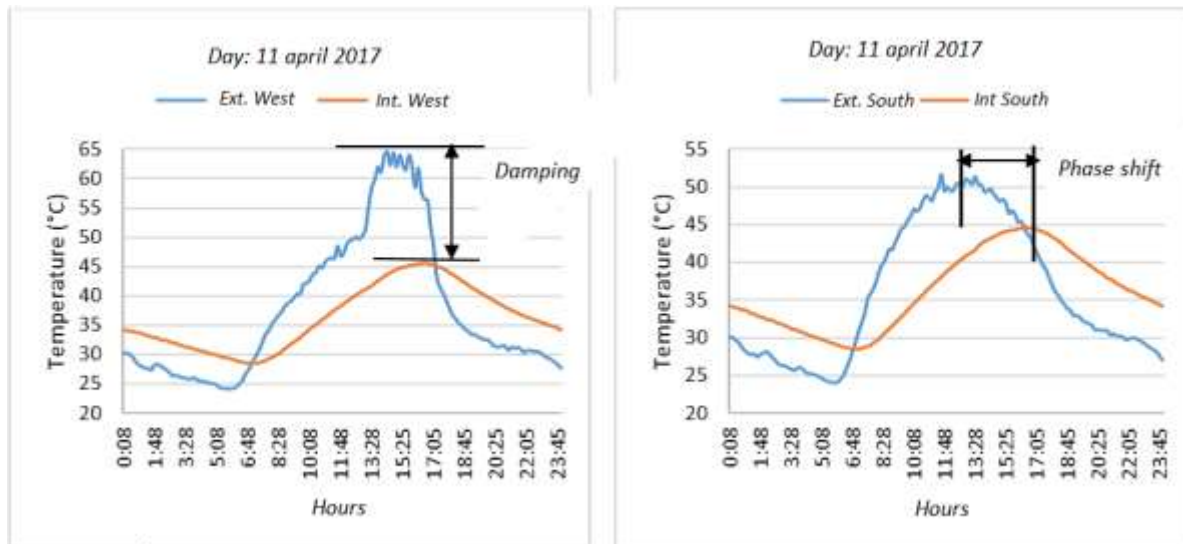 Day: 11 april 2017
Ext. West Int. West
65
60
55
50
45
40
35
30
25
20
Temperature (°C)
Damping
0:08 1:48 3:28 5:08 6:48 8:28 10:08 11:48 13:28 15:25 17:05 18:45 20:25 22:05 23:45
Hours
Day: 11 april 2017
Ext. South Int South
55
50
45
40
35
30
25
20
Temperature (°C)
Phase shift
0:08 1:48 3:28 5:08 6:48 8:28 10:08 11:48 13:28 15:25 17:05 18:45 20:25 22:05 23:45
Hours